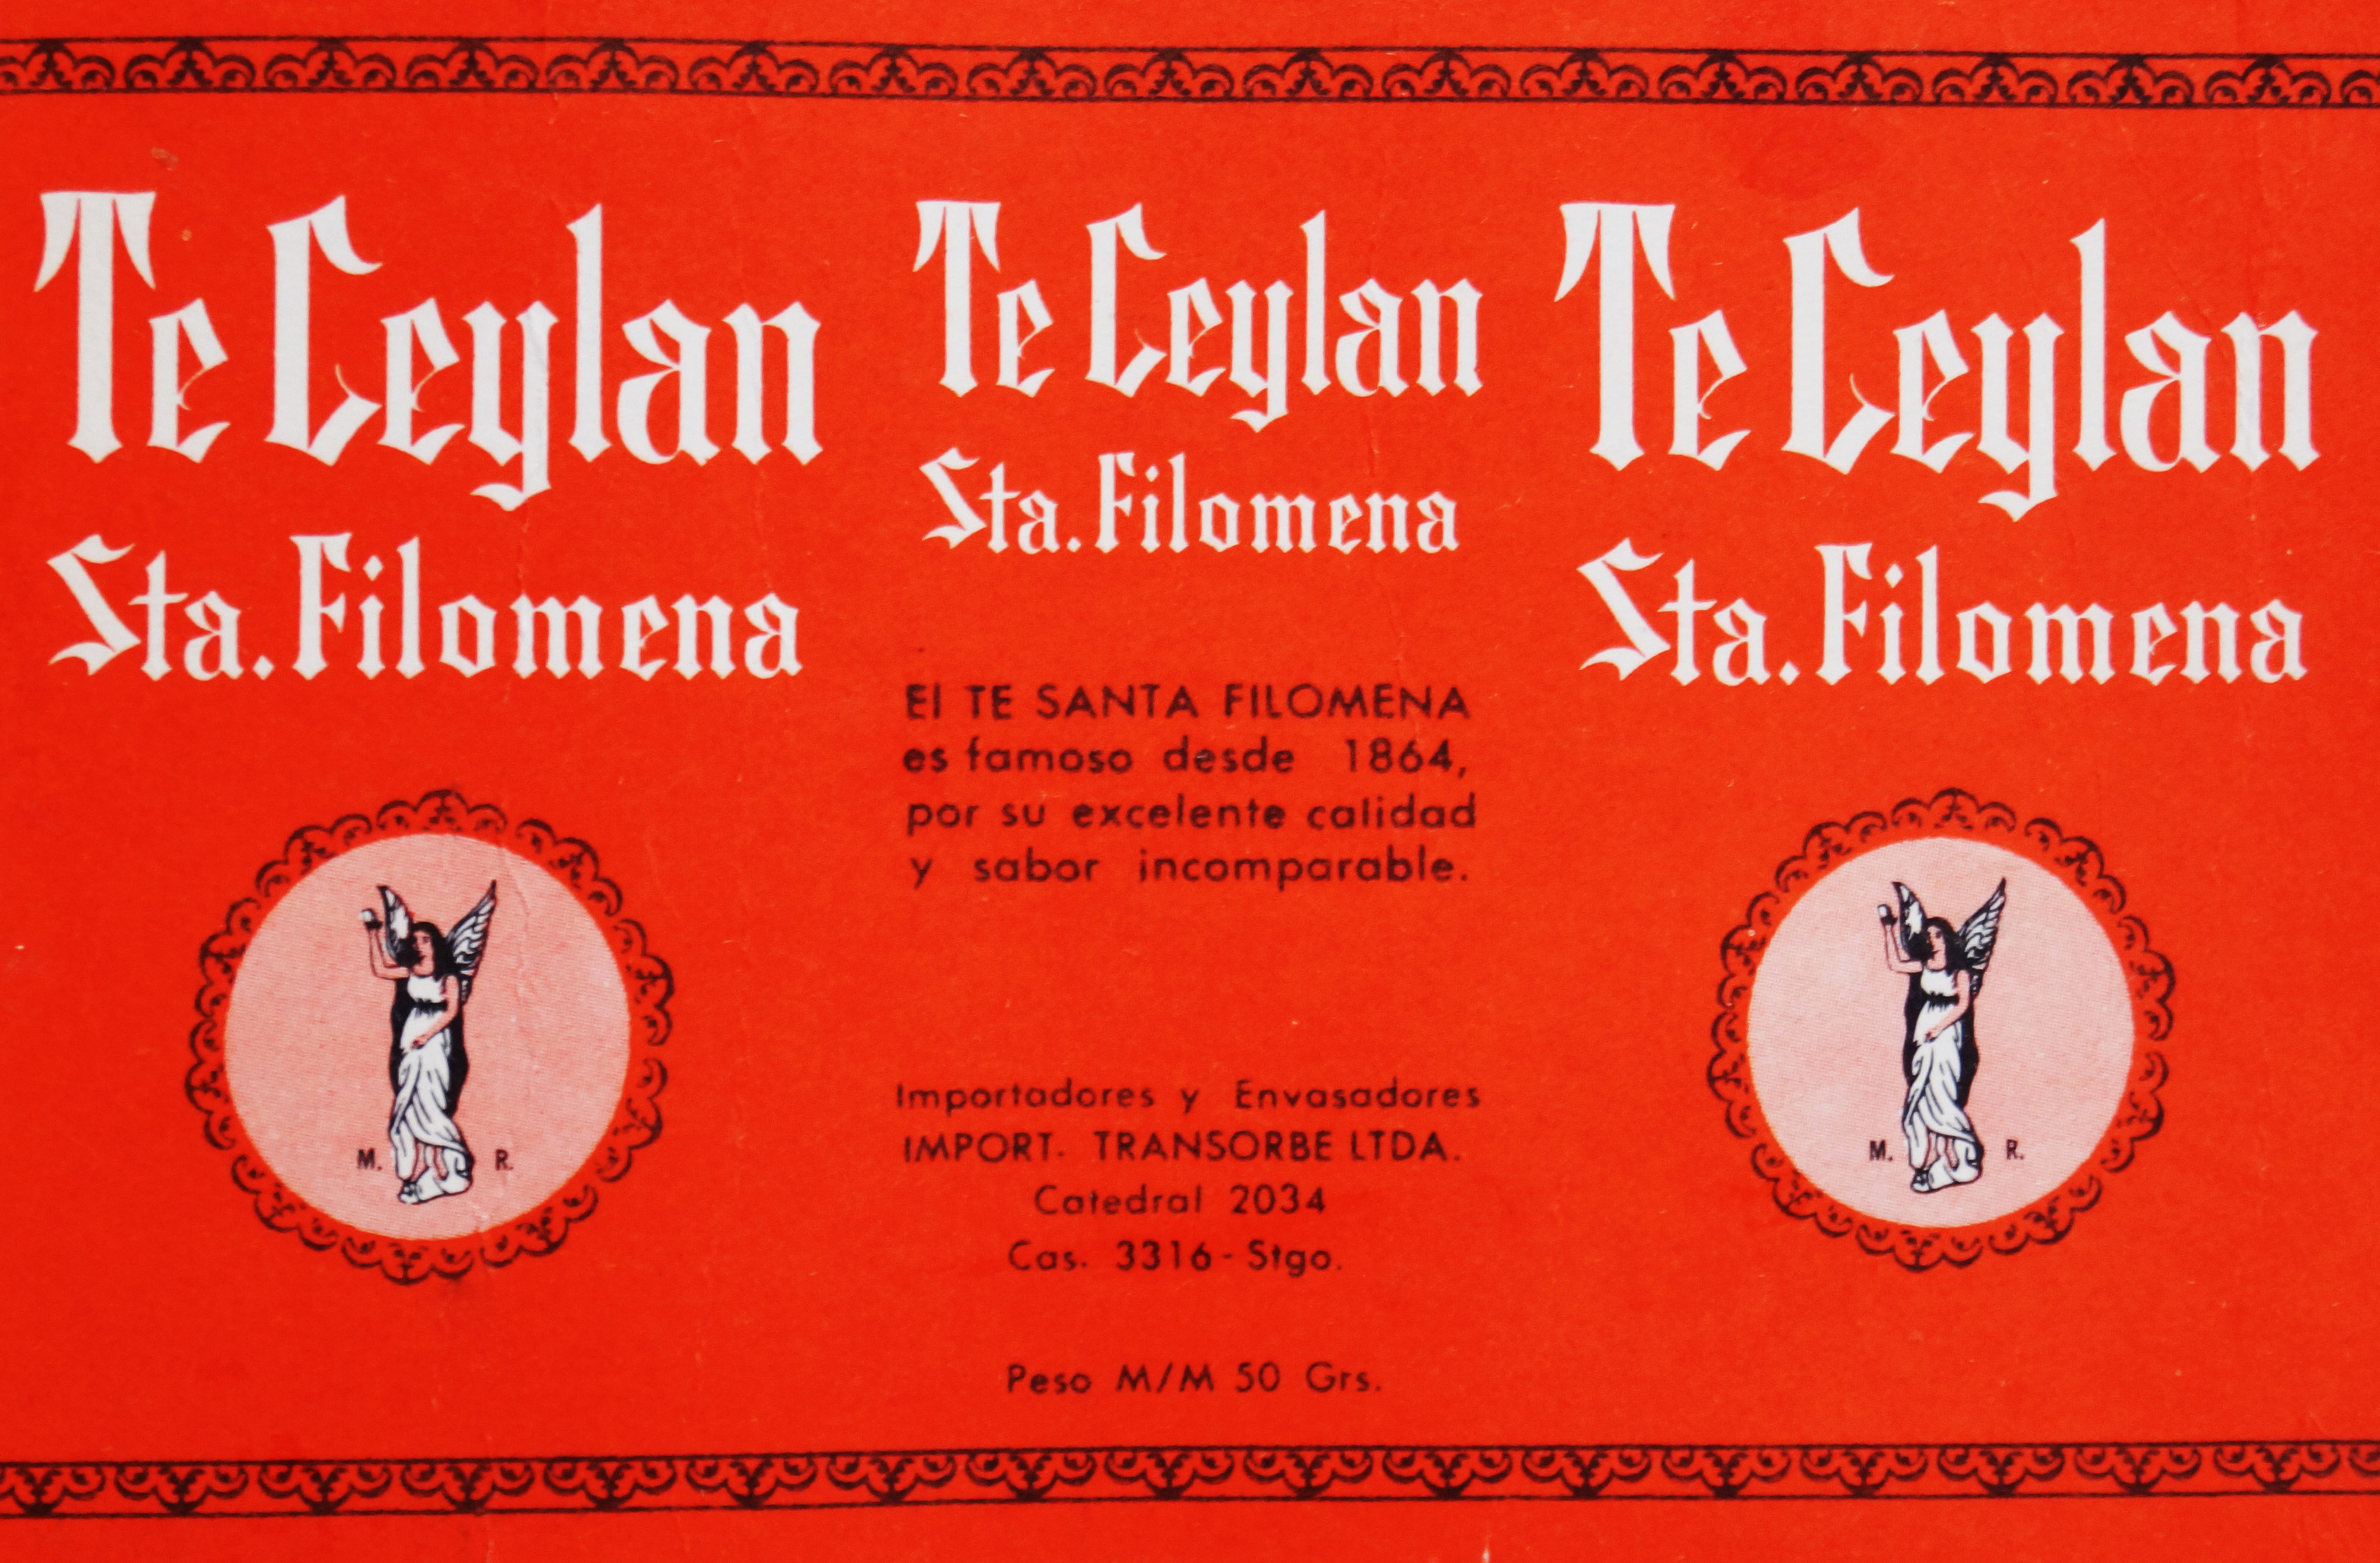 Te Ceylan
Sta. Filomena
M. R.
Te Ceylan
Sta. Filomena
El TE SANTA FILOMENA
es famoso desde 1864,
por su excelente calidad
y sabor incomparable.
Importadores y Envasadores
IMPORT. TRANSORBE LTDA.
Catedral 2034
Cas. 3316 - Stgo.
Peso M/M 50 Grs.
Te Ceylan
Sta. Filomena
M. R.